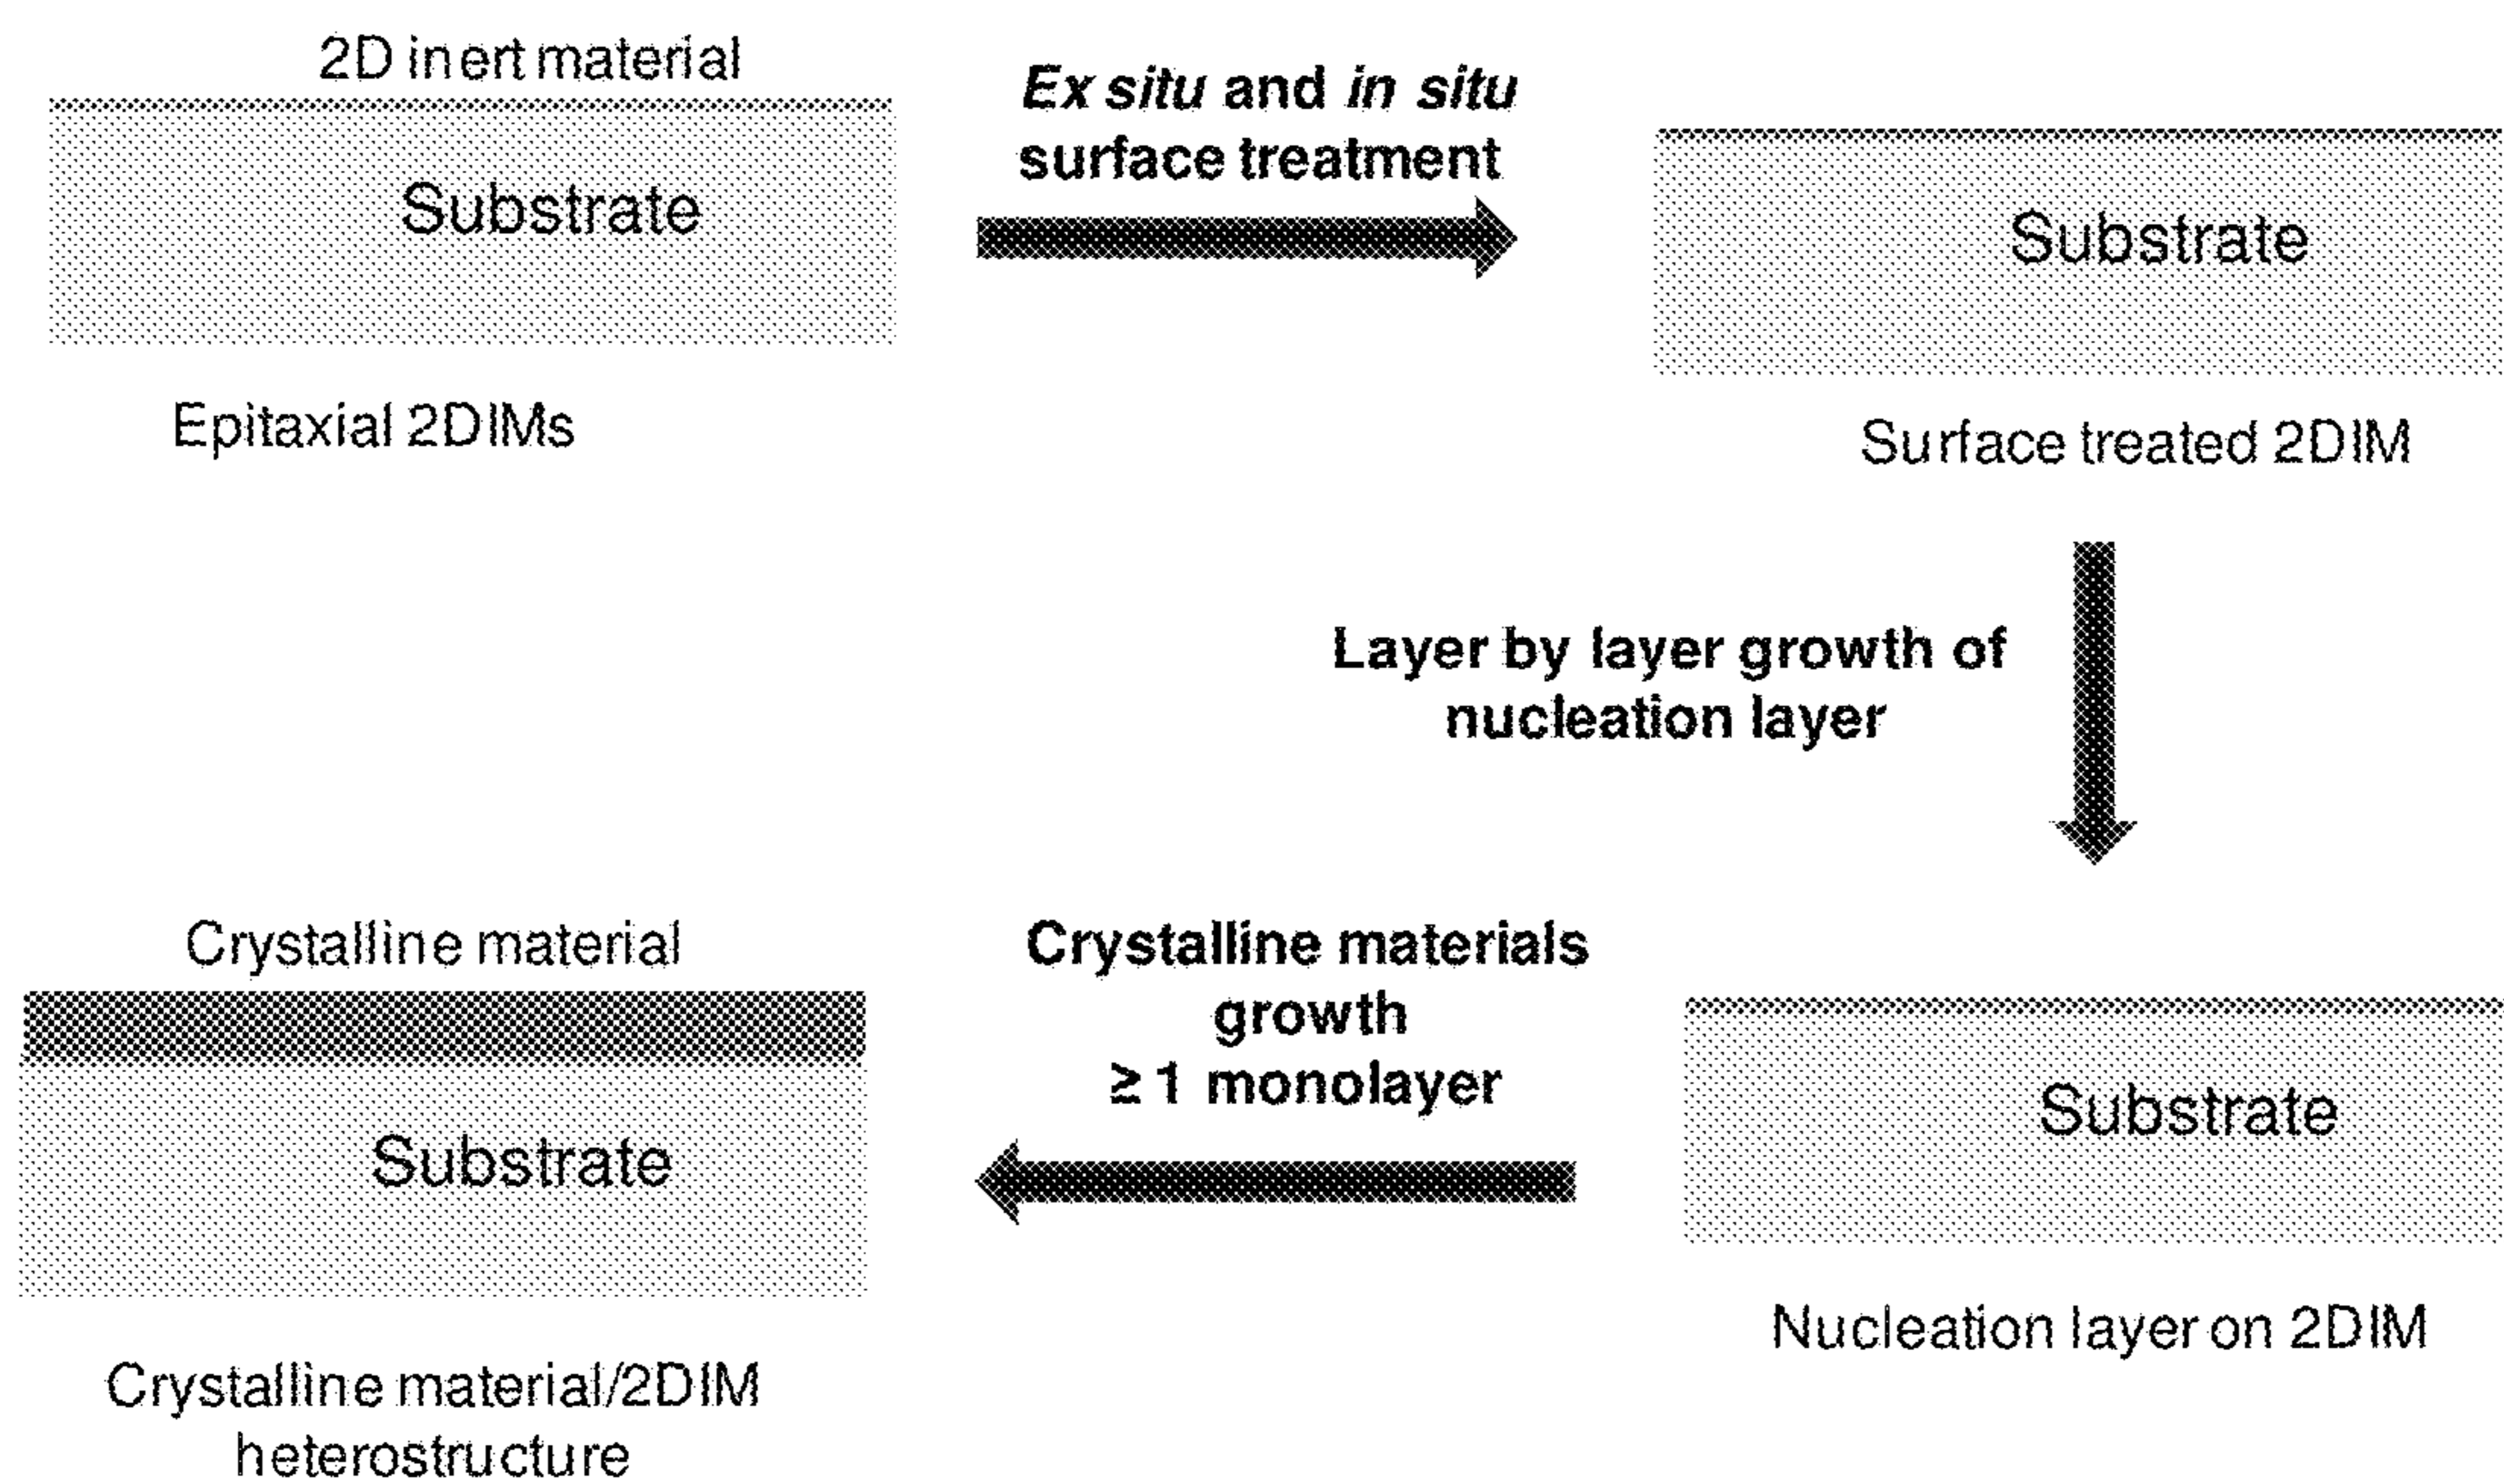 2D inert material
Substrate
Epitaxial 2DIMs
Ex situ and in situ
surface treatment
Substrate
Surface treated 2DIM
Layer by layer growth of
nucleation layer
Substrate
Nucleation layer on 2DIM
Crystalline materials
growth
≥ 1 monolayer
Crystalline material
Substrate
Crystalline material/2DIM
heterostructure